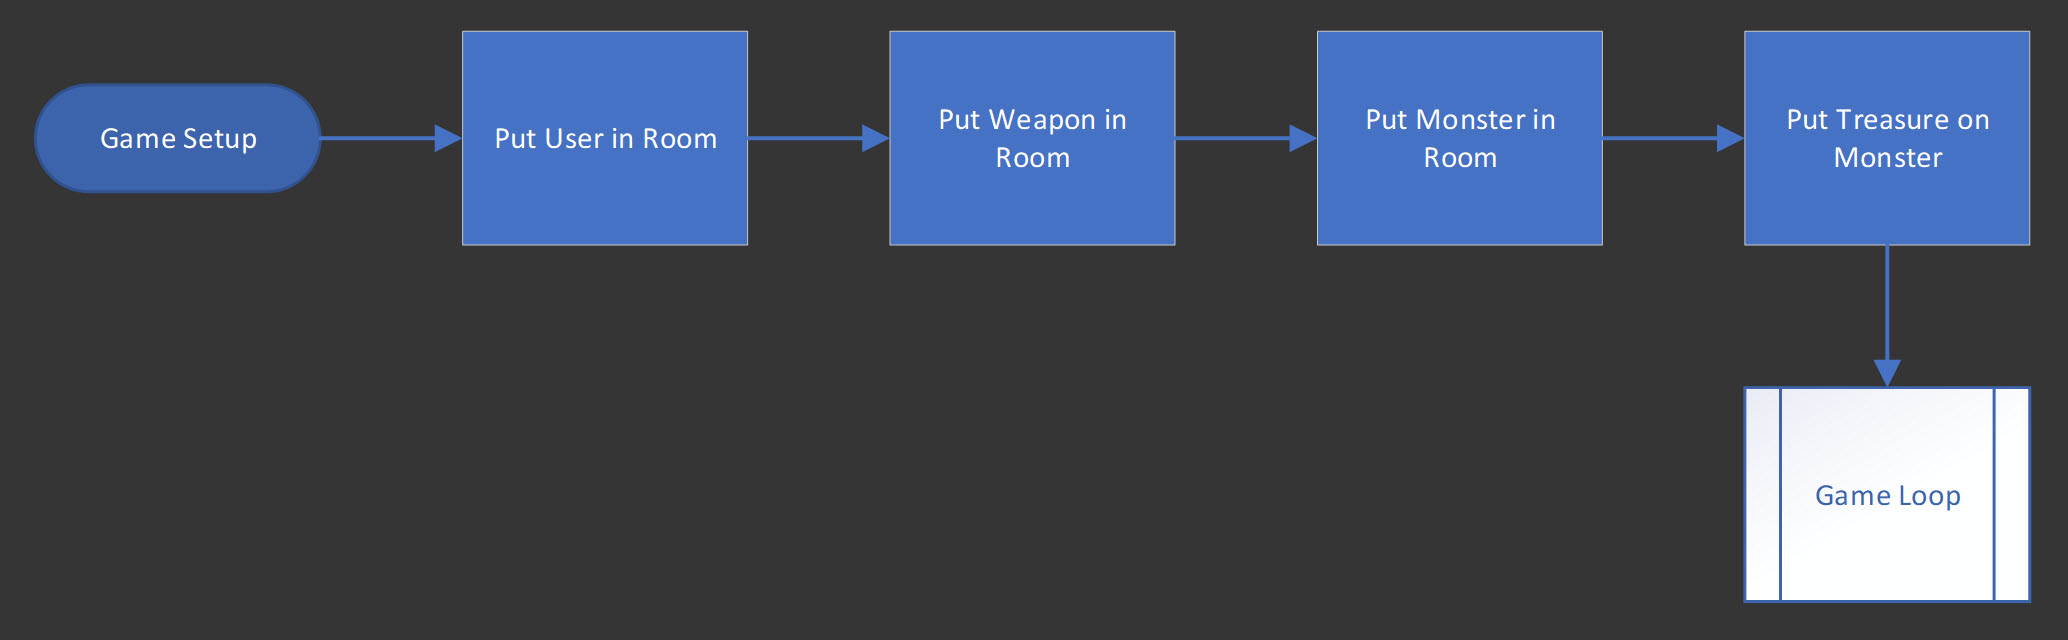 Game Setup
Put User in Room
Put Weapon in
Room
Put Monster in
Room
Put Treasure on
Monster
Game Loop